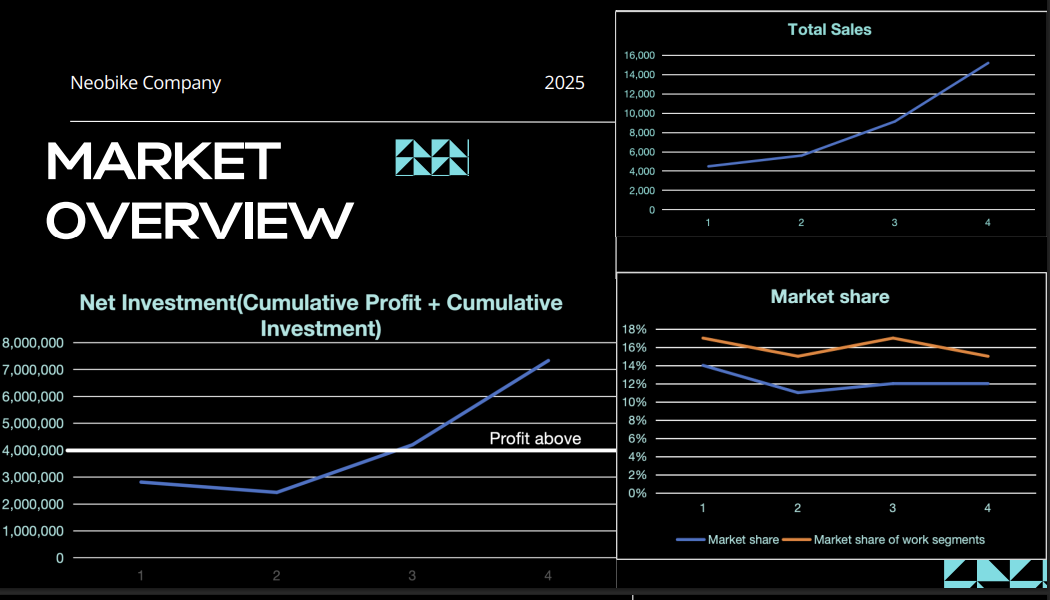 Neobike Company
2025
MARKET
OVERVIEW
Net Investment(Cumulative Profit + Cumulative
Investment)
8,000,000
7,000,000
6,000,000
5,000,000
4,000,000
3,000,000
2,000,000
1,000,000
0
Profit above
1 2 3 4
Total Sales
16,000
14,000
12,000
10,000
8,000
6,000
4,000
2,000
0
1 2 3 4
Market share
18%
16%
14%
12%
10%
8%
6%
4%
2%
0%
1 2 3 4
Market share Market share of work segments